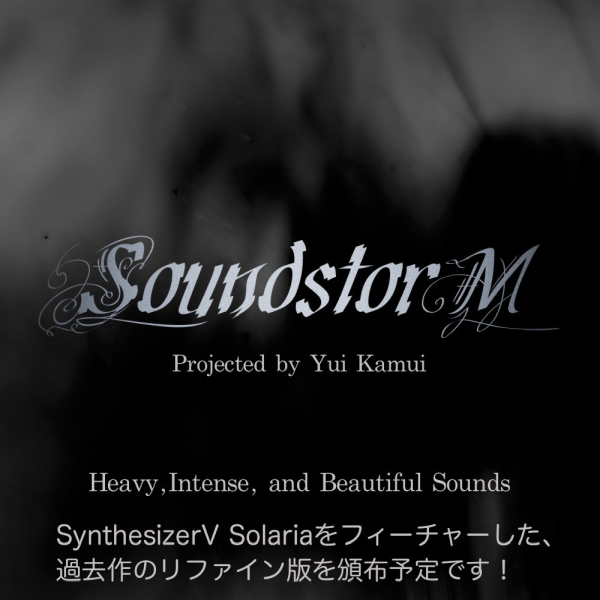 SoundstorM
Projected by Yui Kamui
Heavy,Intense, and Beautiful Sounds
SynthesizerV Solariaをフィーチャーした、
過去作のリファイン版を頒布予定です！